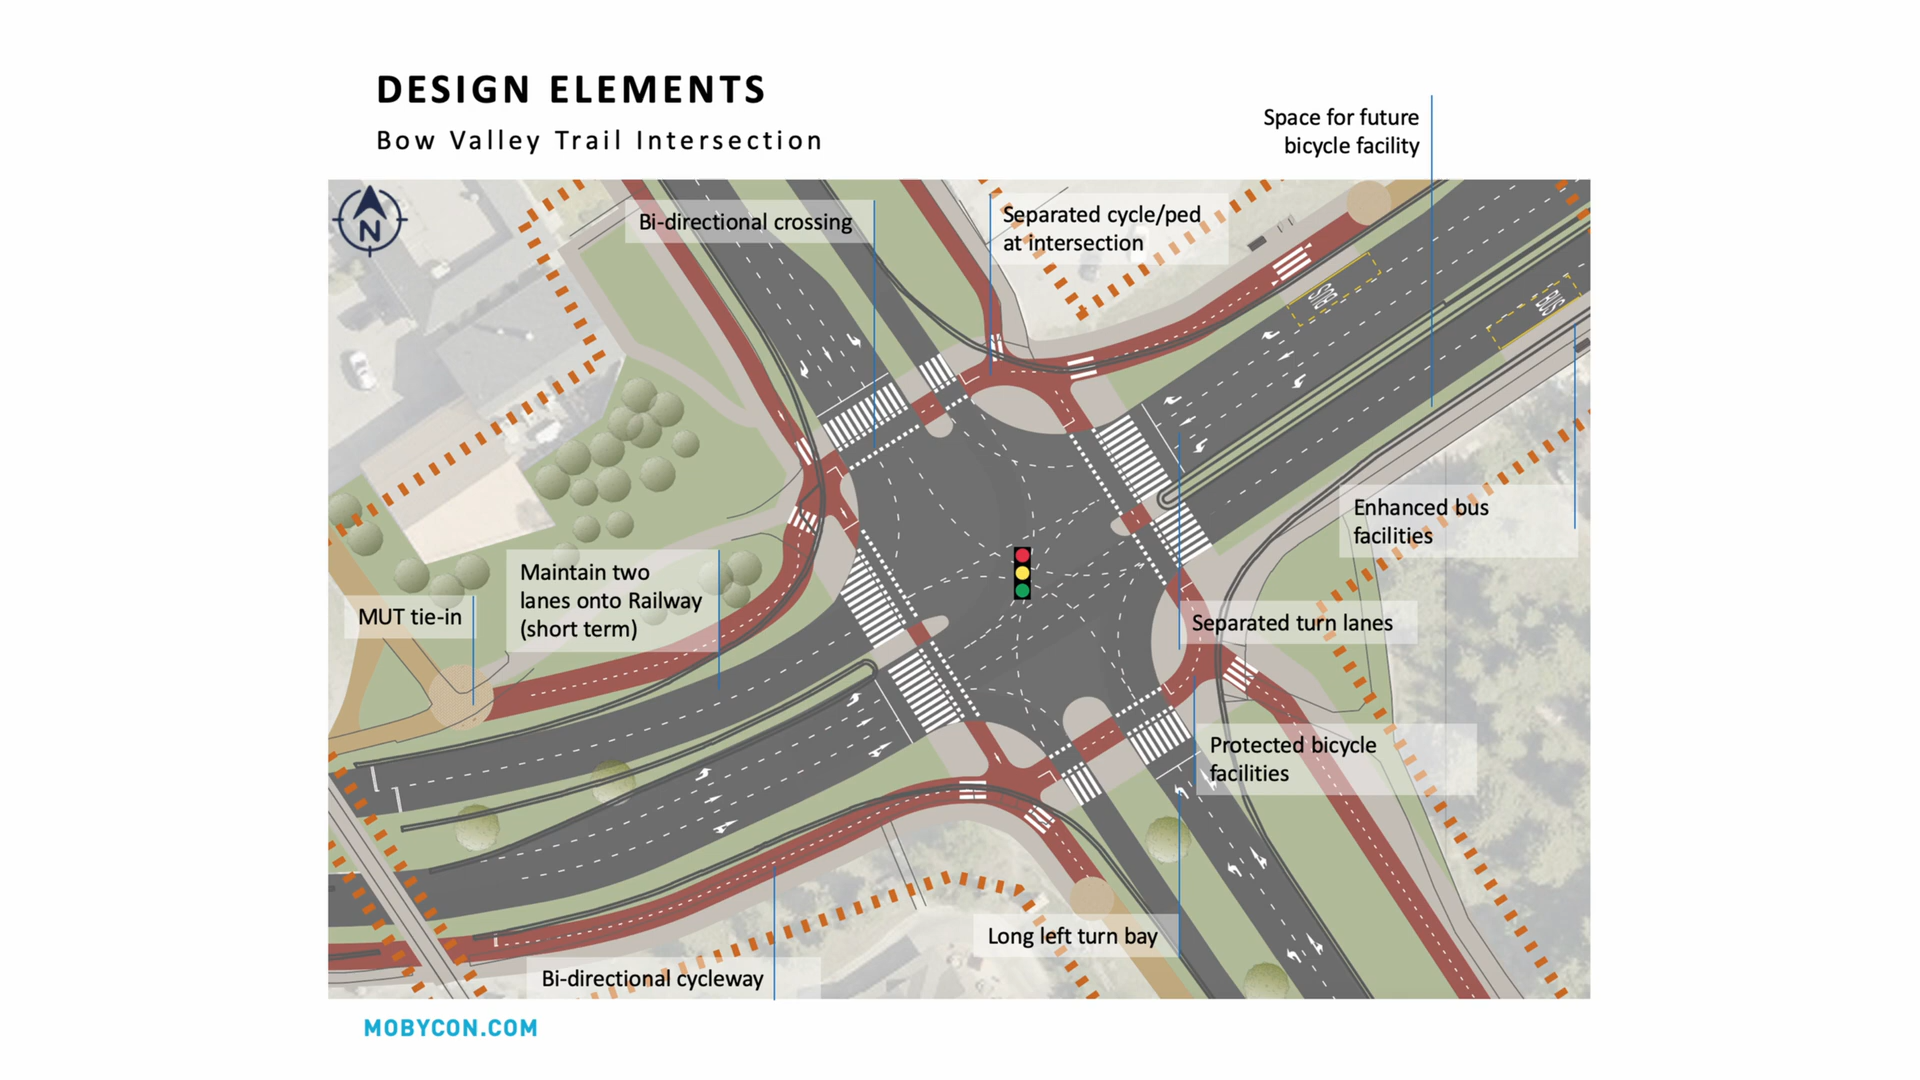 DESIGN ELEMENTS
Bow Valley Trail Intersection
Space for future
bicycle facility
N
Bi-directional crossing
Separated cycle/ped
at intersection
BUS
BUS
Enhanced bus
facilities
Maintain two
lanes onto Railway
(short term)
MUT tie-in
Separated turn lanes
Protected bicycle
facilities
Long left turn bay
Bi-directional cycleway
MOBYCON.COM